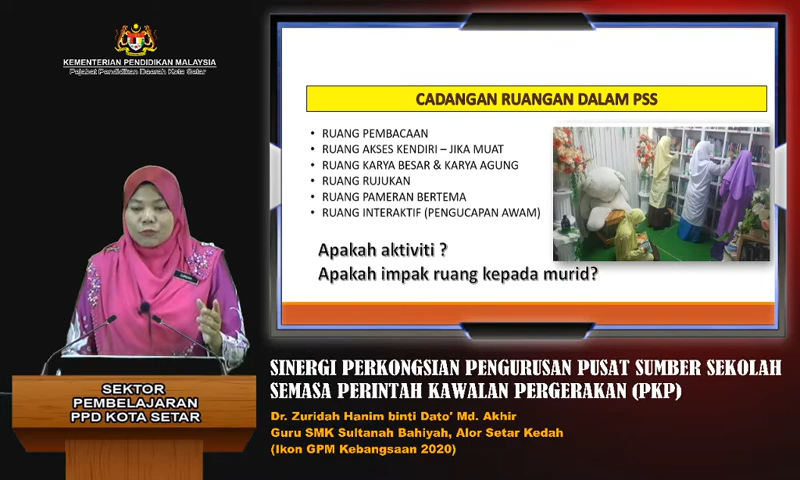 KEMENTERIAN PENDIDIKAN MALAYSIA
Pejabat Pendidikan Daerah Kota Setar
CADANGAN RUANGAN DALAM PSS
• RUANG PEMBACAAN
• RUANG AKSES KENDIRI – JIKA MUAT
• RUANG KARYA BESAR & KARYA AGUNG
• RUANG RUJUKAN
• RUANG PAMERAN BERTEMA
• RUANG INTERAKTIF (PENGUCAPAN AWAM)
Apakah aktiviti ?
Apakah impak ruang kepada murid?
SEKTOR
PEMBELAJARAN
PPD KOTA SETAR
SINERGI PERKONGSIAN PENGURUSAN PUSAT SUMBER SEKOLAH
SEMASA PERINTAH KAWALAN PERGERAKAN (PKP)
Dr. Zuridah Hanim binti Dato' Md. Akhir
Guru SMK Sultanah Bahiyah, Alor Setar Kedah
(Ikon GPM Kebangsaan 2020)